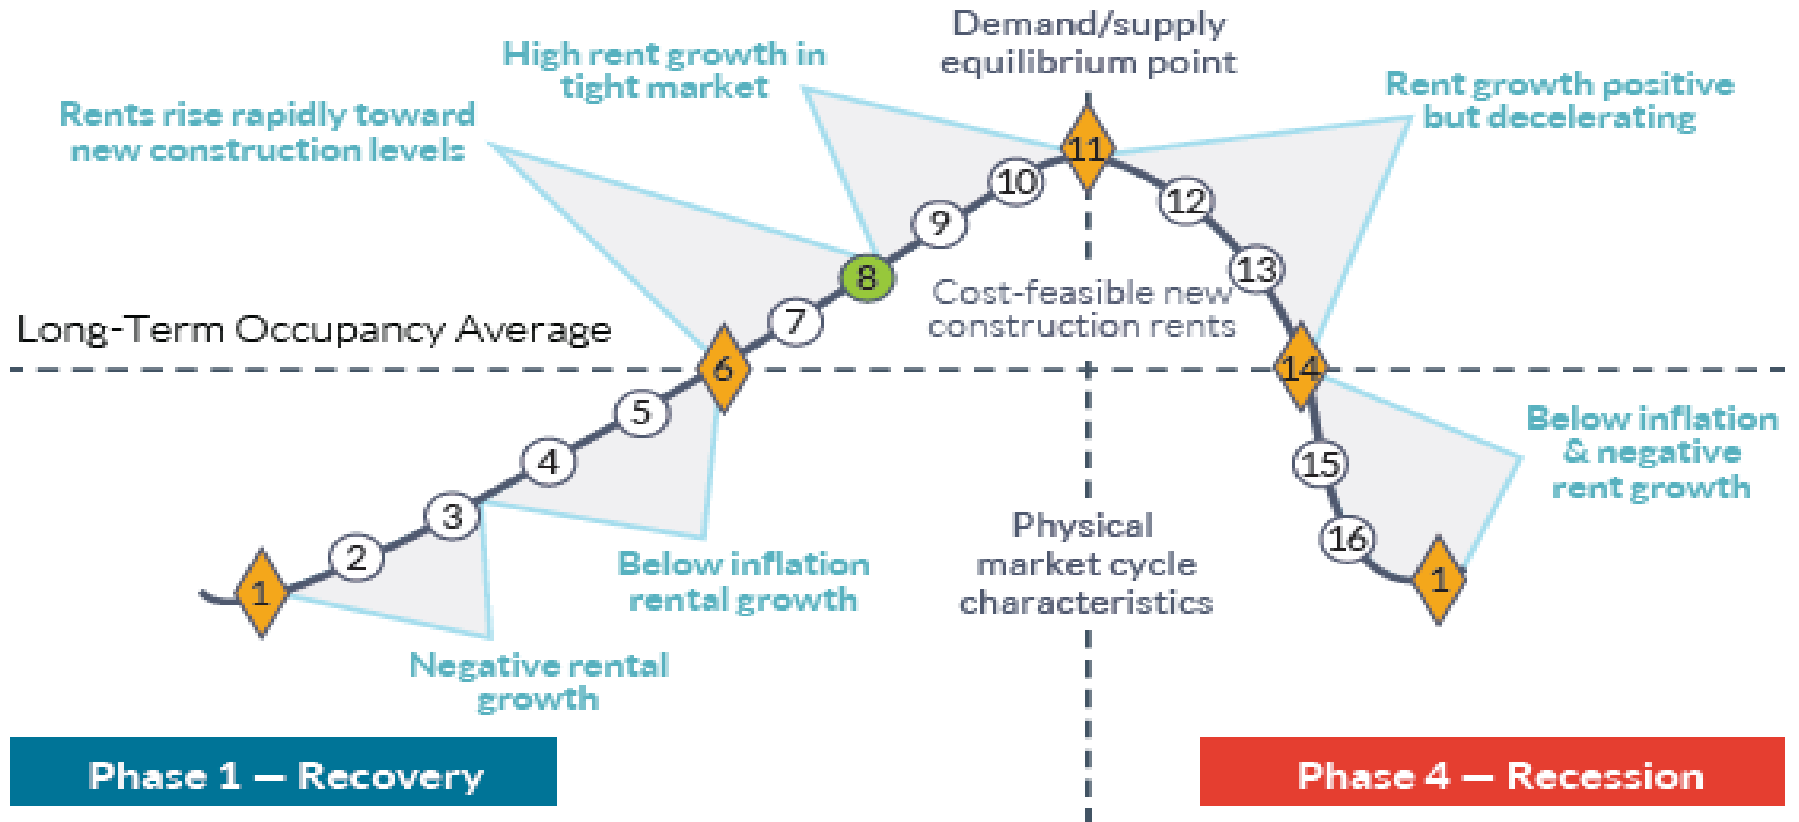 Demand/supply
equilibrium point
High rent growth in
tight market
Rent growth positive
but decelerating
Rents rise rapidly toward
new construction levels
11
10
12
9
13
8
Cost-feasible new
construction rents
7
Long-Term Occupancy Average
6
14
5
Below inflation
& negative
rent growth
4
15
3
Physical
market cycle
characteristics
16
2
Below inflation
rental growth
1
1
Negative rental
growth
Phase 1 — Recovery
Phase 4 — Recession